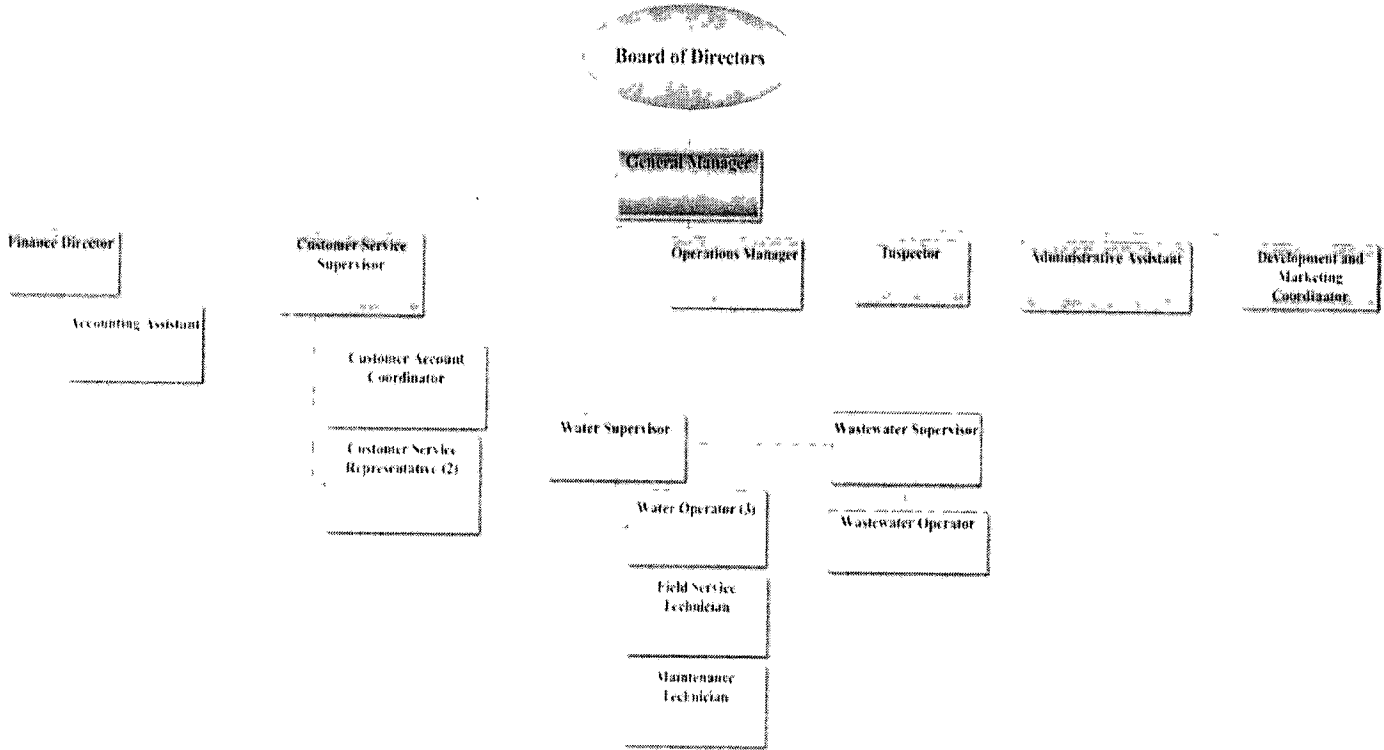 Board of Directors
General Manager
Finance Director
Customer Service
Supervisor
Operations Manager
Inspector
Administrative Assistant
Development and
Marketing
Coordinator
Accounting Assistant
Customer Account
Coordinator
Customer Service
Representative (2)
Water Supervisor
Wastewater Supervisor
Water Operator (3)
Wastewater Operator
Field Service
Technician
Maintenance
Technician